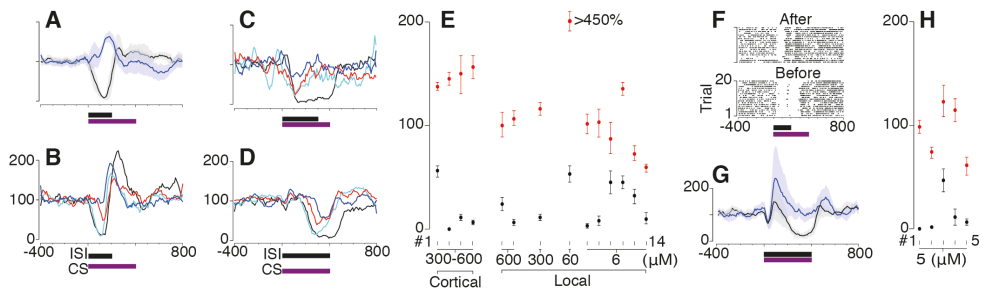 A
B
200
100
0
-400
800
ISI
CS
C
D
-400
800
ISI
CS
E
200
100
0
>450%
#1
14
300-600
600
300
60
6
(μM)
Cortical
Local
F
After
Before
Trial
20
1
-400
800
G
200
0
-400
800
H
200
100
0
#1
5
5 (μM)